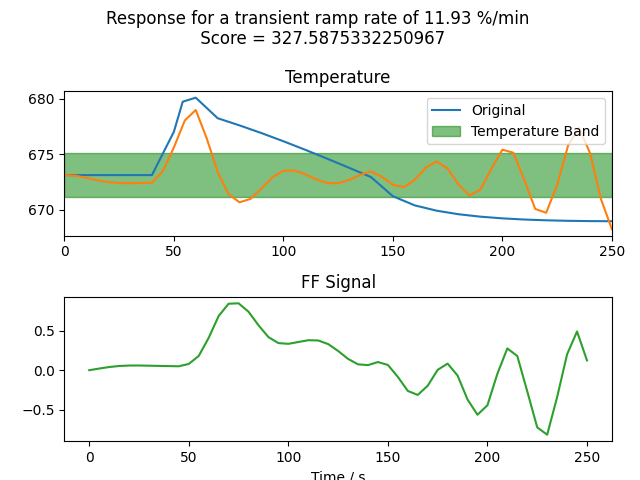 Response for a transient ramp rate of 11.93 %/min
Score = 327.5875332250967
Temperature
680
675
670
Original
Temperature Band
0 50 100 150 200 250
FF Signal
0.5
0.0
−0.5
0 50 100 150 200 250
Time / s